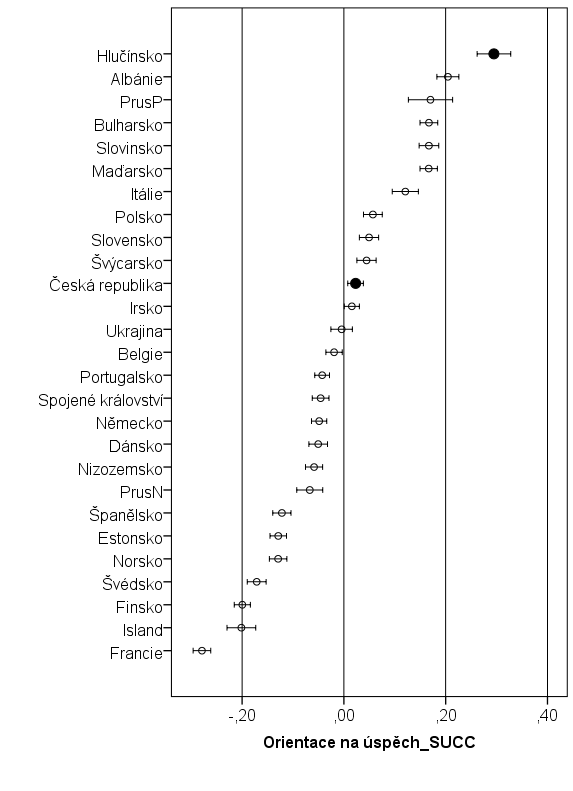 Hlučínsko
Albánie
PrusP
Bulharsko
Slovinsko
Maďarsko
Itálie
Polsko
Slovensko
Švýcarsko
Česká republika
Irsko
Ukrajina
Belgie
Portugalsko
Spojené království
Německo
Dánsko
Nizozemsko
PrusN
Španělsko
Estonsko
Norsko
Švédsko
Finsko
Island
Francie
-,20 ,00 ,20 ,40
Orientace na úspěch_SUCC